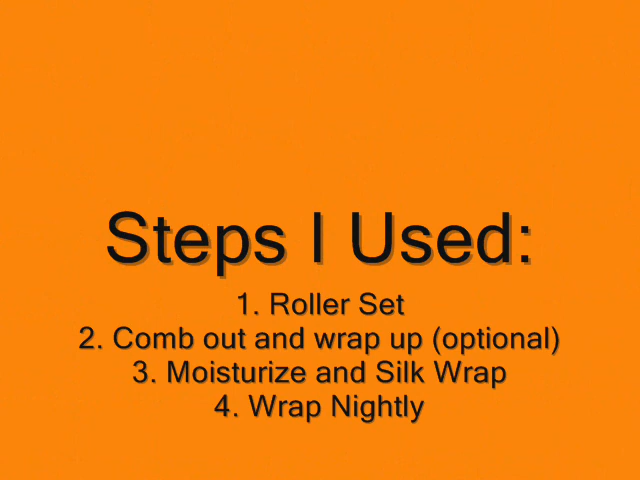 Steps I Used:
1. Roller Set
2. Comb out and wrap up (optional)
3. Moisturize and Silk Wrap
4. Wrap Nightly